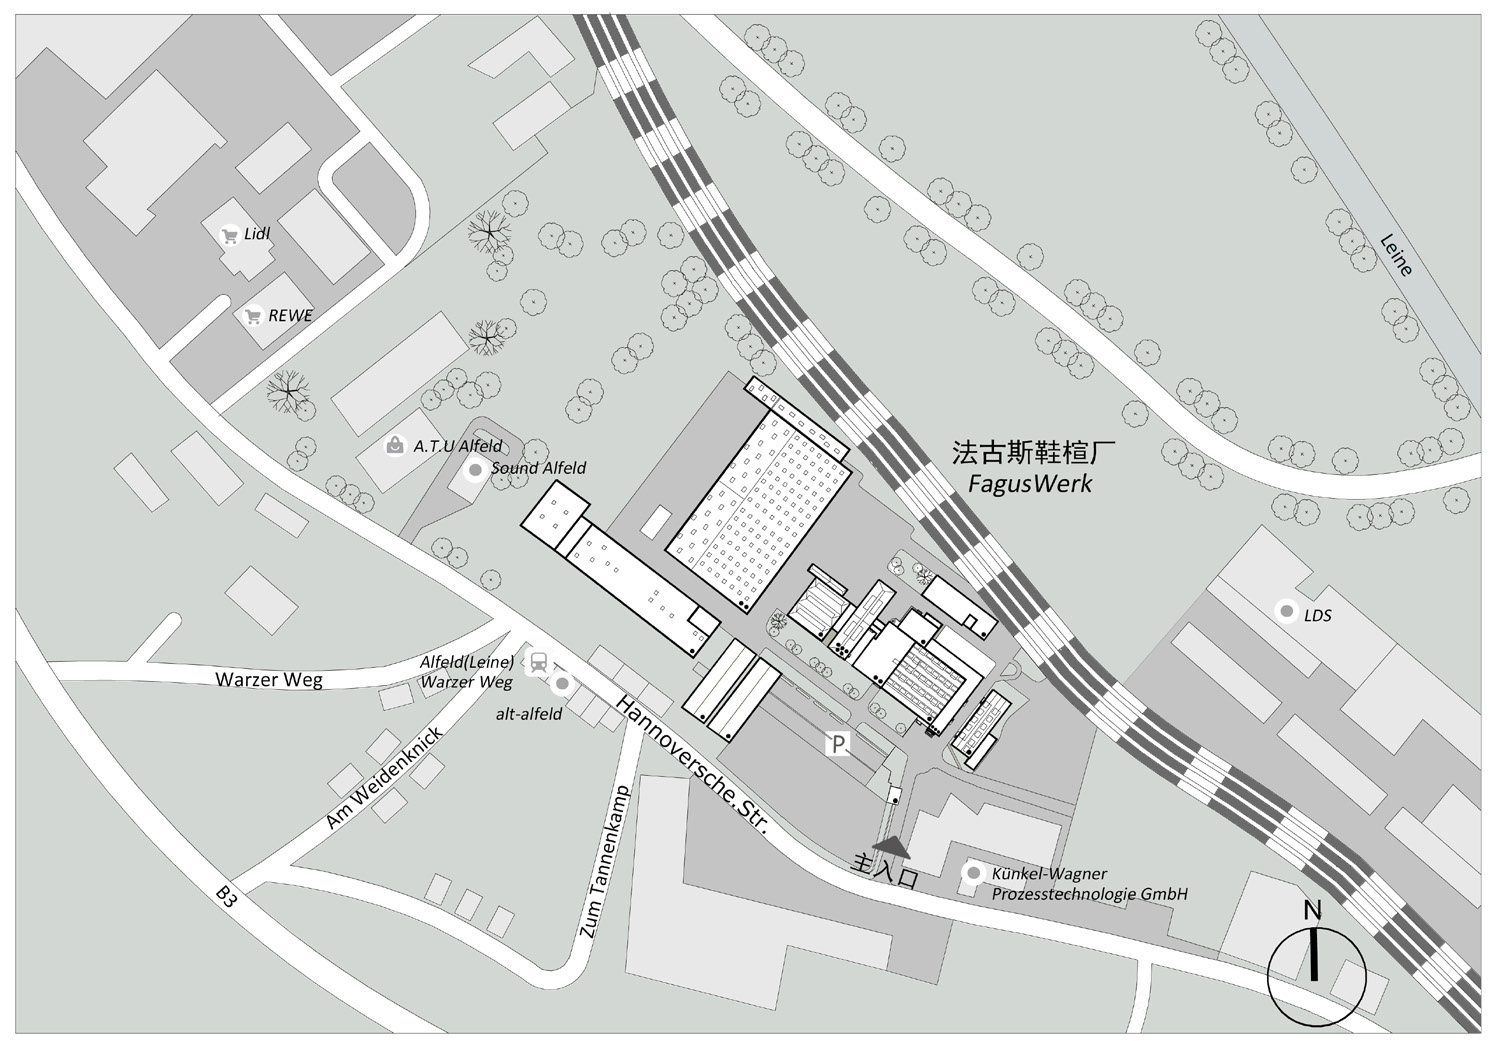 Lidl
REWE
Leine
A.T.U Alfeld
Sound Alfeld
法古斯鞋楦厂
FagusWerk
LDS
Alfeld(Leine)
Warzer Weg
alt-alfeld
Warzer Weg
Hannoversche.Str.
Am Weidenknick
P
Zum Tannenkamp
主入口
Künkel-Wagner
Prozesstechnologie GmbH
B3
N